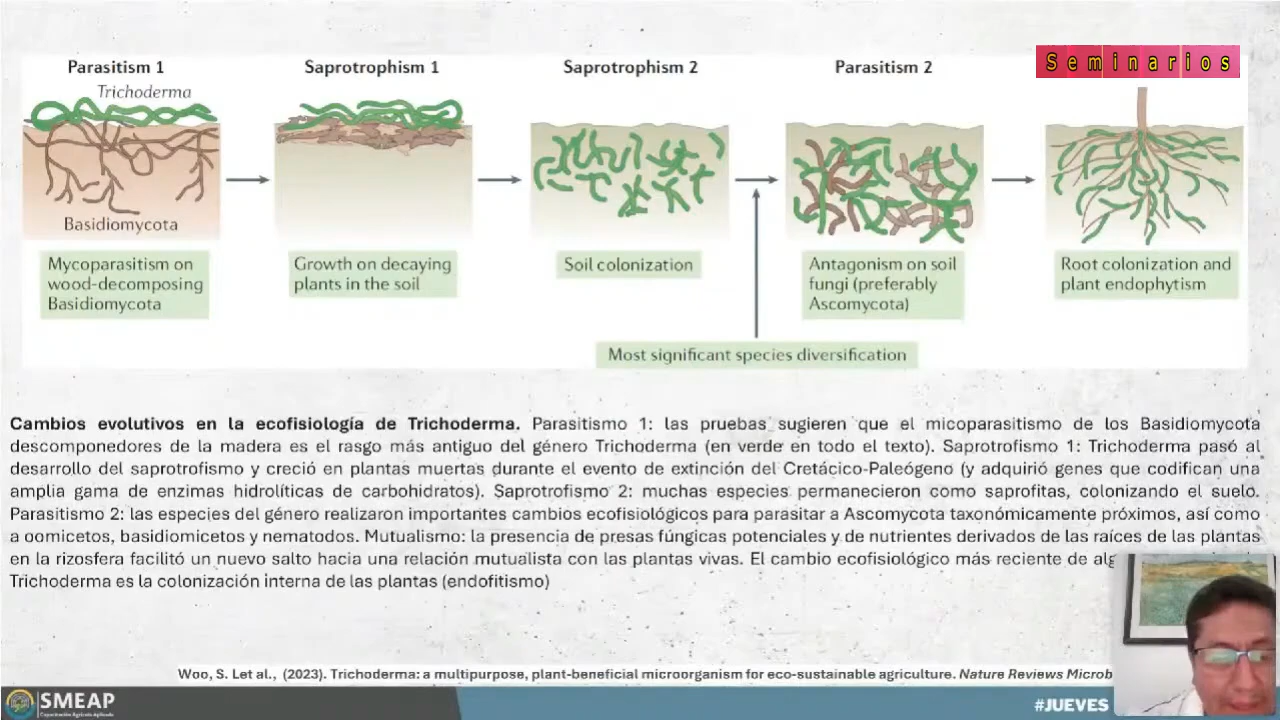 Seminarios
Parasitism 1
Saprotrophism 1
Saprotrophism 2
Parasitism 2
Trichoderma
Basidiomycota
Mycoparasitism on
wood-decomposing
Basidiomycota
Growth on decaying
plants in the soil
Soil colonization
Antagonism on soil
fungi (preferably
Ascomycota)
Root colonization and
plant endophytism
Most significant species diversification
Cambios evolutivos en la ecofisiología de Trichoderma. Parasitismo 1: las pruebas sugieren que el micoparasitismo de los Basidiomycota
descomponedores de la madera es el rasgo más antiguo del género Trichoderma (en verde en todo el texto). Saprotrofismo 1: Trichoderma pasó al
desarrollo del saprotrofismo y creció en plantas muertas durante el evento de extinción del Cretácico-Paleógeno (y adquirió genes que codifican una
amplia gama de enzimas hidrolíticas de carbohidratos). Saprotrofismo 2: muchas especies permanecieron como saprofitas, colonizando el suelo.
Parasitismo 2: las especies del género realizaron importantes cambios ecofisiológicos para parasitar a Ascomycota taxonómicamente próximos, así como
a oomicetos, basidiomicetos y nematodos. Mutualismo: la presencia de presas fúngicas potenciales y de nutrientes derivados de las raíces de las plantas
en la rizosfera facilitó un nuevo salto hacia una relación mutualista con las plantas vivas. El cambio ecofisiológico más reciente de alg
Trichoderma es la colonización interna de las plantas (endofitismo)
Woo, S. Let al., (2023). Trichoderma: a multipurpose, plant-beneficial microorganism for eco-sustainable agriculture. Nature Reviews Microb
SMEAP
Capacitación Agrícola Aplicada
#JUEVES